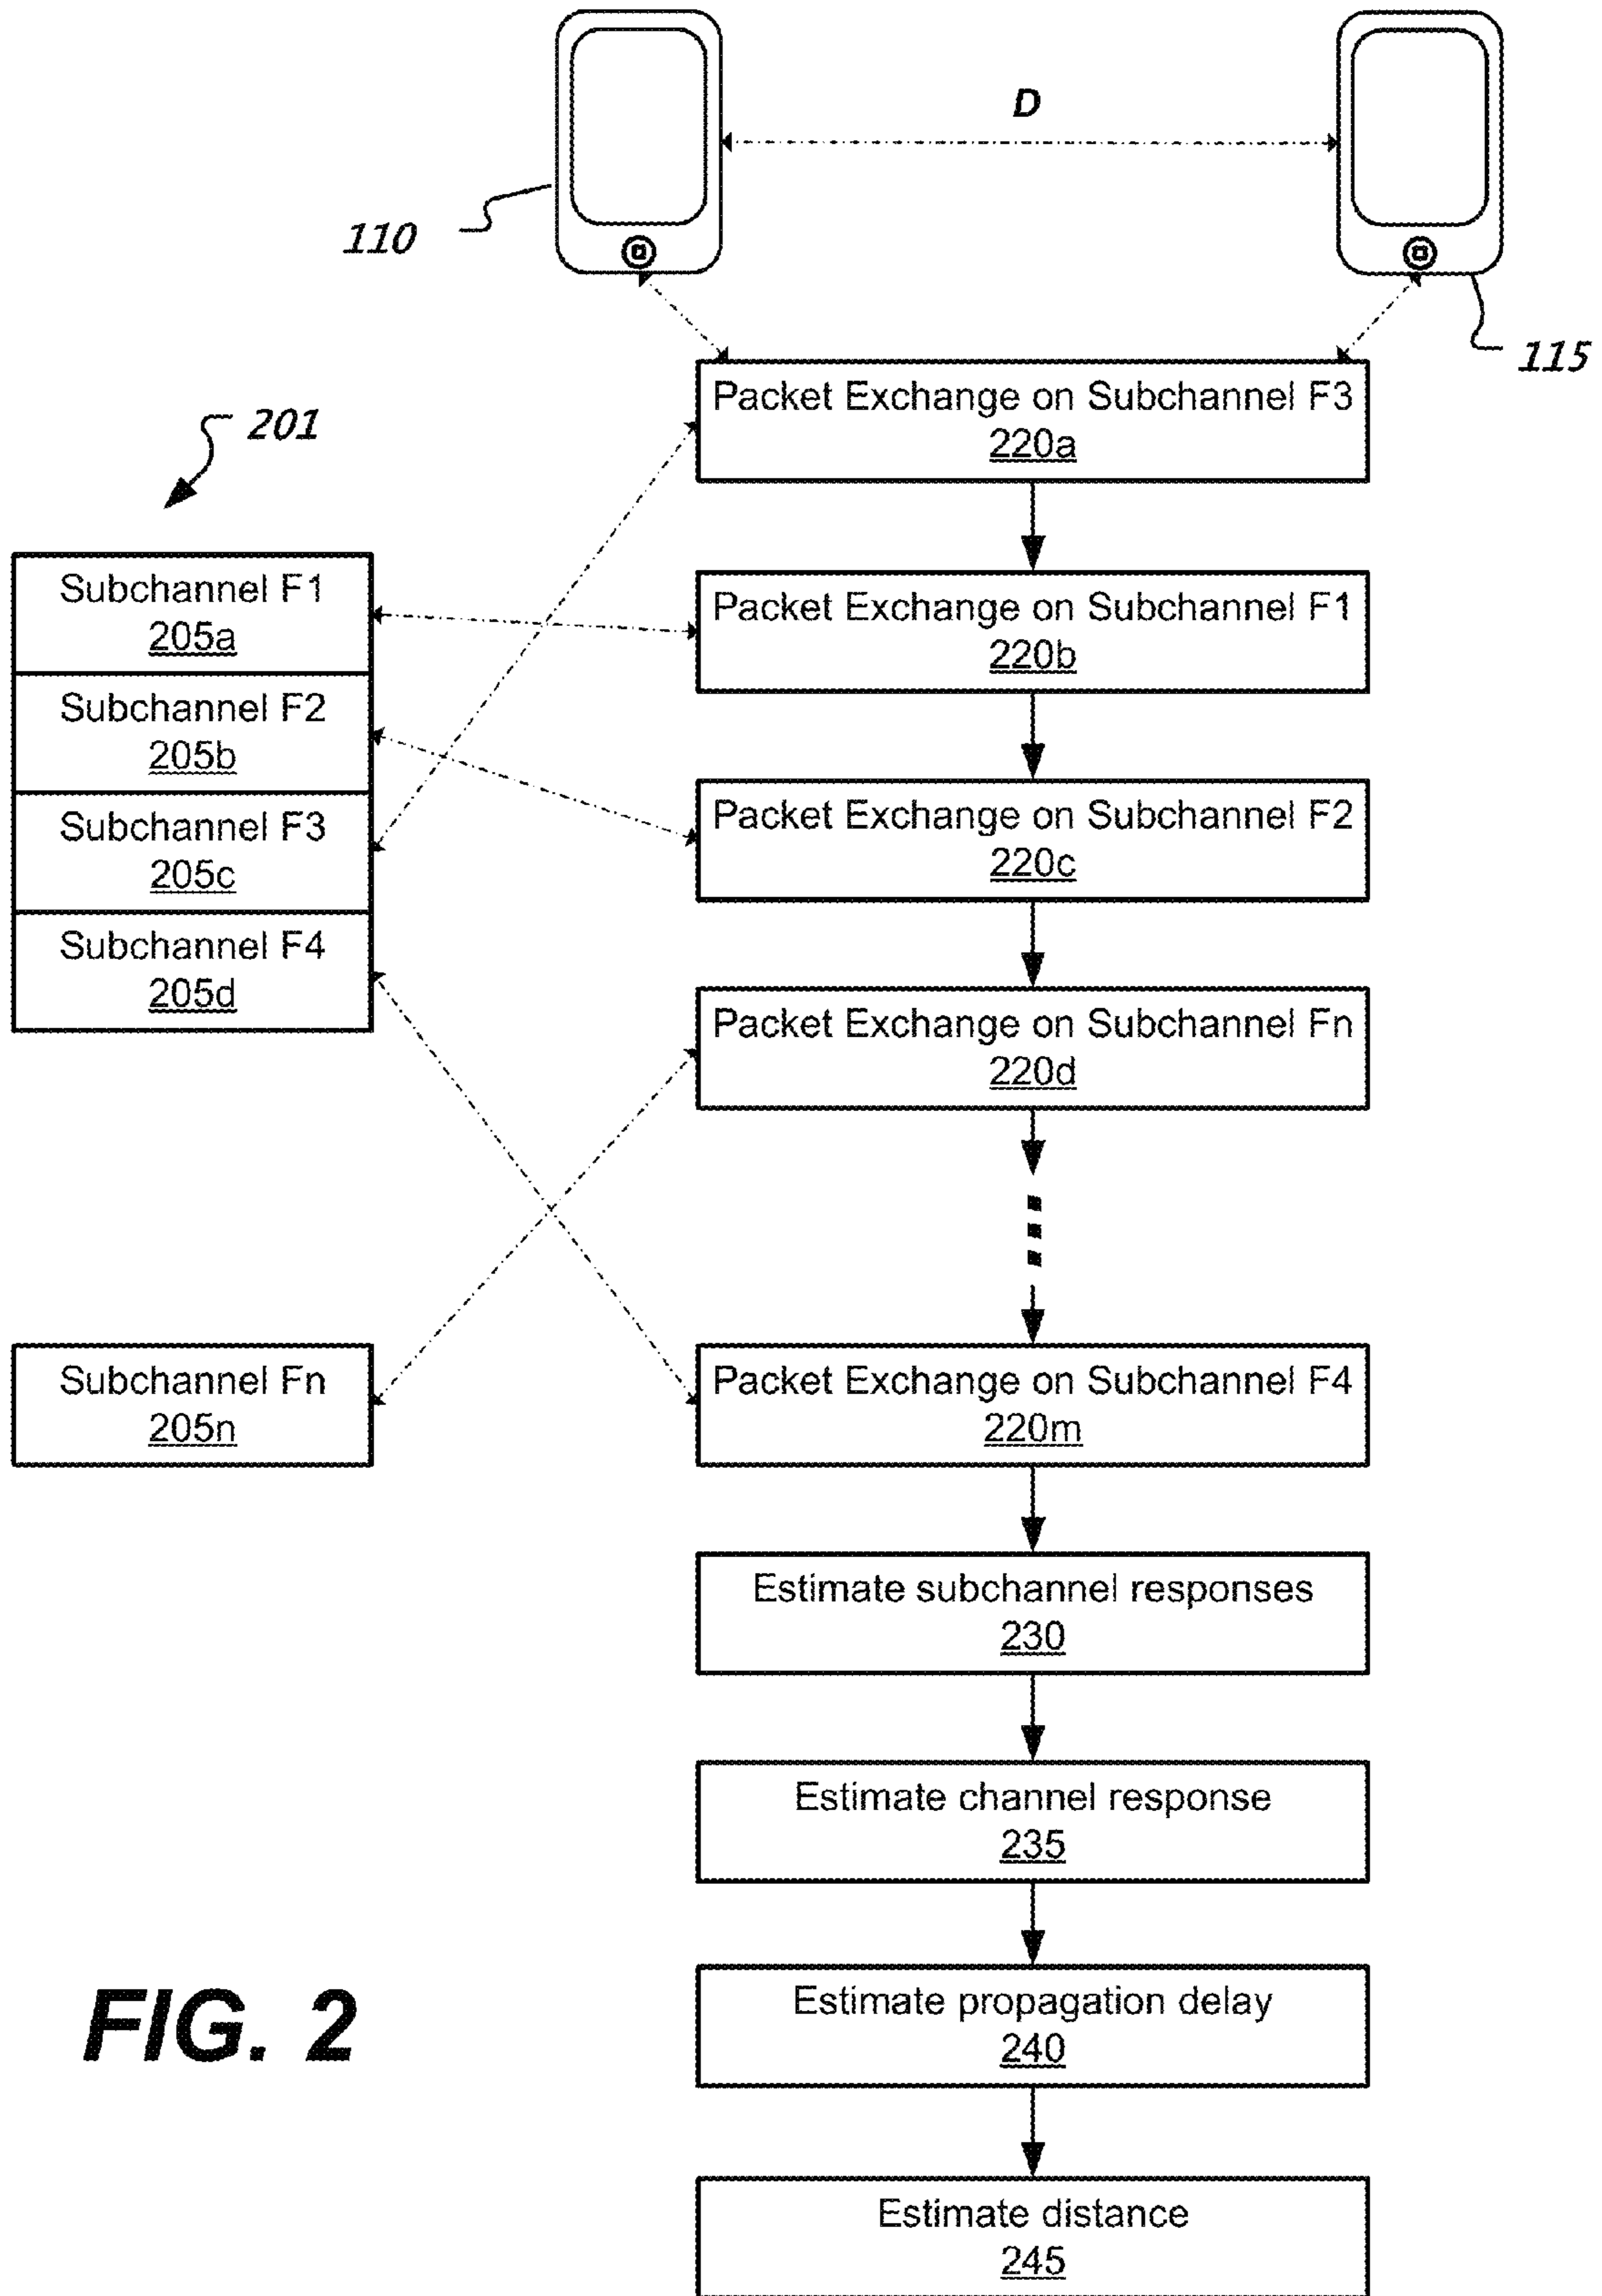 D
110
115
Packet Exchange on Subchannel F3
220a
201
Subchannel F1
205a
Subchannel F2
205b
Subchannel F3
205c
Subchannel F4
205d
Subchannel Fn
205n
Packet Exchange on Subchannel F1
220b
Packet Exchange on Subchannel F2
220c
Packet Exchange on Subchannel Fn
220d
Packet Exchange on Subchannel F4
220m
Estimate subchannel responses
230
Estimate channel response
235
Estimate propagation delay
240
Estimate distance
245
FIG. 2